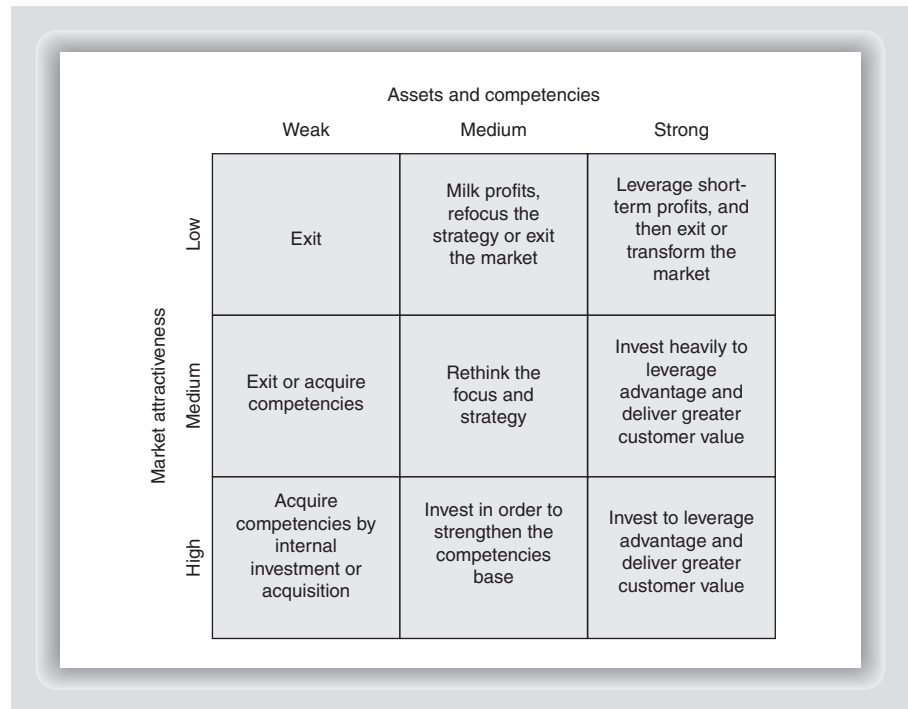 Assets and competencies
Weak
Medium
Strong
Market attractiveness
Low
Exit
Milk profits,
refocus the
strategy or exit
the market
Leverage short-
term profits, and
then exit or
transform the
market
Medium
Exit or acquire
competencies
Rethink the
focus and
strategy
Invest heavily to
leverage
advantage and
deliver greater
customer value
High
Acquire
competencies by
internal
investment or
acquisition
Invest in order to
strengthen the
competencies
base
Invest to leverage
advantage and
deliver greater
customer value